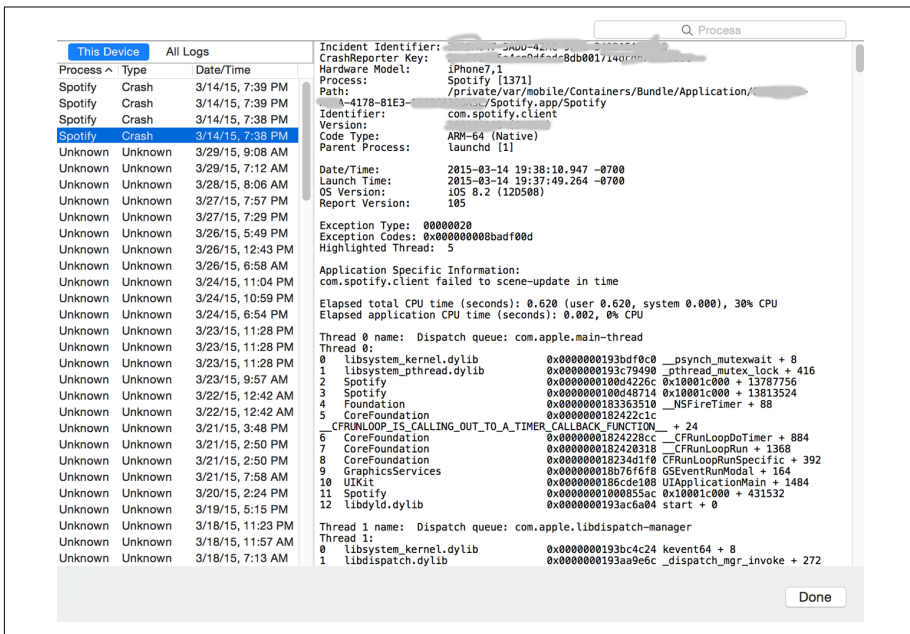 Process
This Device All Logs
Process Type Date/Time
Spotify Crash 3/14/15, 7:39 PM
Spotify Crash 3/14/15, 7:39 PM
Spotify Crash 3/14/15, 7:38 PM
Spotify Crash 3/14/15, 7:38 PM
Unknown Unknown 3/29/15, 9:08 AM
Unknown Unknown 3/29/15, 7:12 AM
Unknown Unknown 3/28/15, 8:06 AM
Unknown Unknown 3/27/15, 7:57 PM
Unknown Unknown 3/27/15, 7:29 PM
Unknown Unknown 3/26/15, 5:49 PM
Unknown Unknown 3/26/15, 12:43 PM
Unknown Unknown 3/26/15, 6:58 AM
Unknown Unknown 3/24/15, 11:04 PM
Unknown Unknown 3/24/15, 10:59 PM
Unknown Unknown 3/24/15, 6:54 PM
Unknown Unknown 3/23/15, 11:28 PM
Unknown Unknown 3/23/15, 11:28 PM
Unknown Unknown 3/23/15, 11:28 PM
Unknown Unknown 3/23/15, 9:57 AM
Unknown Unknown 3/22/15, 12:42 AM
Unknown Unknown 3/22/15, 12:42 AM
Unknown Unknown 3/21/15, 3:48 PM
Unknown Unknown 3/21/15, 2:50 PM
Unknown Unknown 3/21/15, 2:50 PM
Unknown Unknown 3/21/15, 7:58 AM
Unknown Unknown 3/20/15, 2:24 PM
Unknown Unknown 3/19/15, 5:15 PM
Unknown Unknown 3/18/15, 11:23 PM
Unknown Unknown 3/18/15, 11:57 AM
Unknown Unknown 3/18/15, 7:13 AM
Incident Identifier:
CrashReporter Key:
Hardware Model: iPhone7,1
Process: Spotify [1371]
Path: /private/var/mobile/Containers/Bundle/Application/
-4178-81E3- /Spotify.app/Spotify
Identifier: com.spotify.client
Version:
Code Type: ARM-64 (Native)
Parent Process: launchd [1]
Date/Time: 2015-03-14 19:38:10.947 -0700
Launch Time: 2015-03-14 19:37:49.264 -0700
OS Version: iOS 8.2 (12D508)
Report Version: 105
Exception Type: 00000020
Exception Codes: 0x000000008badf00d
Highlighted Thread: 5
Application Specific Information:
com.spotify.client failed to scene-update in time
Elapsed total CPU time (seconds): 0.620 (user 0.620, system 0.000), 30% CPU
Elapsed application CPU time (seconds): 0.002, 0% CPU
Thread 0 name: Dispatch queue: com.apple.main-thread
Thread 0:
0 libsystem_kernel.dylib 0x0000000193bdf0c0 __psynch_mutexwait + 8
1 libsystem_pthread.dylib 0x0000000193c79490 _pthread_mutex_lock + 416
2 Spotify 0x0000000100d4226c 0x10001c000 + 13787756
3 Spotify 0x0000000100d48714 0x10001c000 + 13813524
4 Foundation 0x0000000183363510 __NSFireTimer + 88
5 CoreFoundation 0x000000018242​2c1c
__CFRUNLOOP_IS_CALLING_OUT_TO_A_TIMER_CALLBACK_FUNCTION__ + 24
6 CoreFoundation 0x00000001824228cc __CFRunLoopDoTimer + 884
7 CoreFoundation 0x0000000182420318 __CFRunLoopRun + 1368
8 CoreFoundation 0x000000018234d1f0 CFRunLoopRunSpecific + 392
9 GraphicsServices 0x000000018b76f6f8 GSEventRunModal + 164
10 UIKit 0x0000000186cde108 UIApplicationMain + 1484
11 Spotify 0x00000001000855ac 0x10001c000 + 431532
12 libdyld.dylib 0x0000000193ac6a04 start + 0
Thread 1 name: Dispatch queue: com.apple.libdispatch-manager
Thread 1:
0 libsystem_kernel.dylib 0x0000000193bc4c24 kevent64 + 8
1 libdispatch.dylib 0x0000000193aa9e6c _dispatch_mgr_invoke + 272
Done